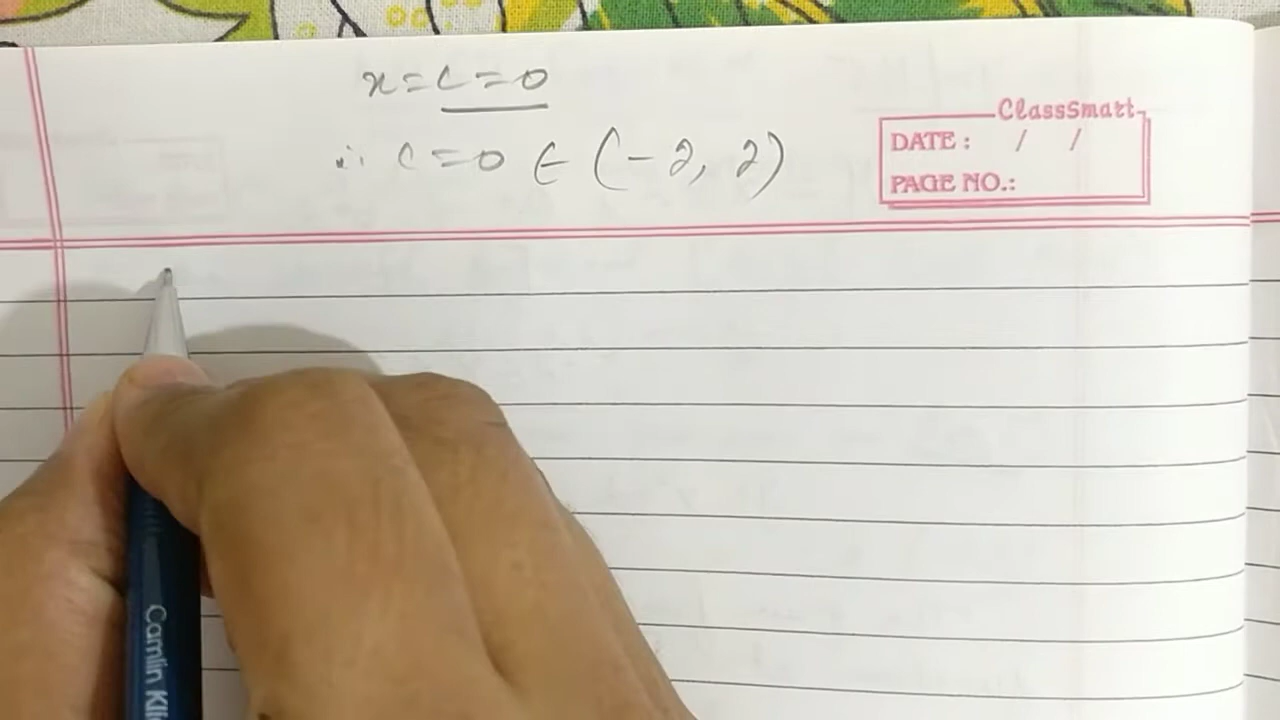 x = c = 0
∴ c = 0 ∈ (-2, 2)
ClassSmart
DATE : / /
PAGE NO.:
Camlin Kli